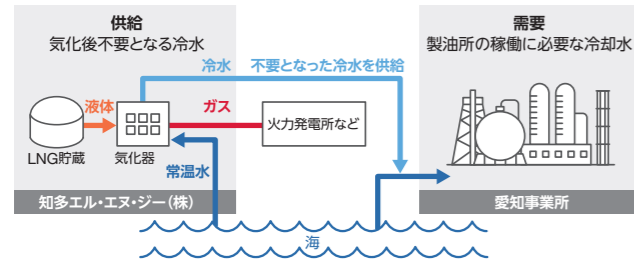 供給
気化後不要となる冷水
需要
製油所の稼働に必要な冷却水
冷水 不要となった冷水を供給
液体
ガス
火力発電所など
LNG貯蔵
気化器
常温水
知多エル・エヌ・ジー(株)
愛知事業所
海